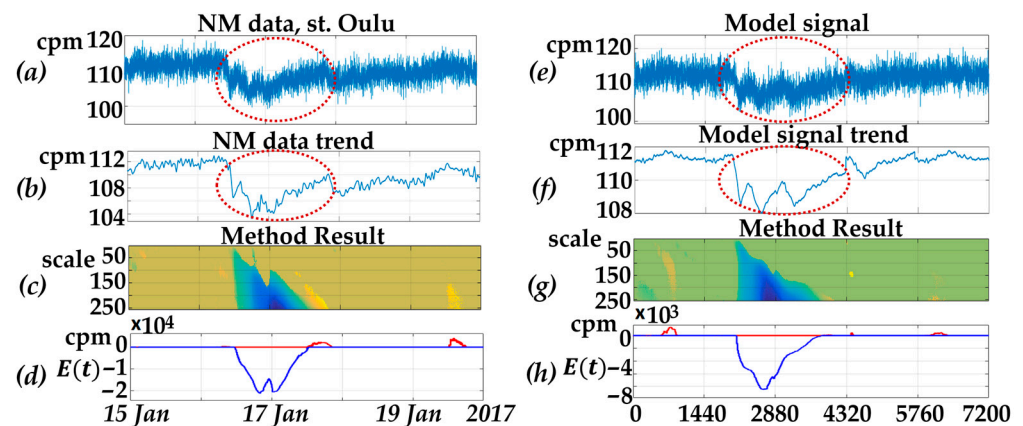 NM data, st. Oulu
cpm
120
110
100
(a)
NM data trend
cpm
112
108
104
(b)
Method Result
scale
50
150
250
(c)
×10⁴
cpm
0
E(t)
-1
-2
(d)
15 Jan
17 Jan
19 Jan
2017
Model signal
cpm
120
110
100
(e)
Model signal trend
cpm
112
110
108
(f)
Method Result
scale
50
150
250
(g)
×10³
cpm
0
E(t)
-4
-8
(h)
0
1440
2880
4320
5760
7200